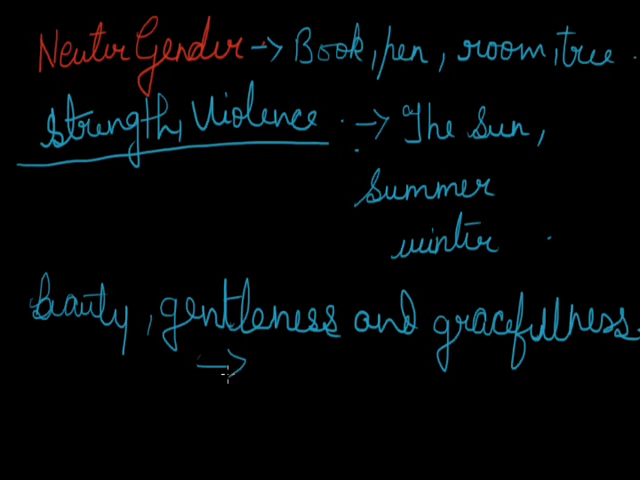 Neuter Gender → Book, pen, room, tree.
Strength, Violence. → The Sun,
Summer
winter.
beauty, gentleness and gracefulness.
→